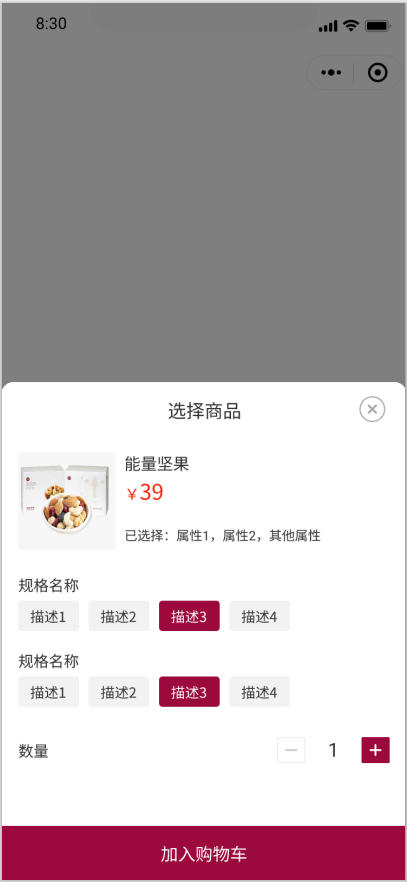 8:30
选择商品
能量坚果
￥39
已选择：属性1，属性2，其他属性
规格名称
描述1 描述2 描述3 描述4
规格名称
描述1 描述2 描述3 描述4
数量 1
加入购物车